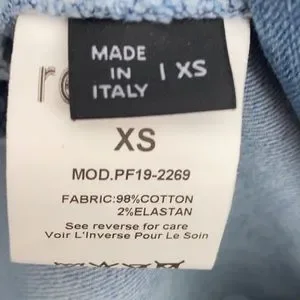 MADE
IN
ITALY
XS
XS
MOD.PF19-2269
FABRIC:98%COTTON
2%ELASTAN
See reverse for care
Voir L'Inverse Pour Le Soin